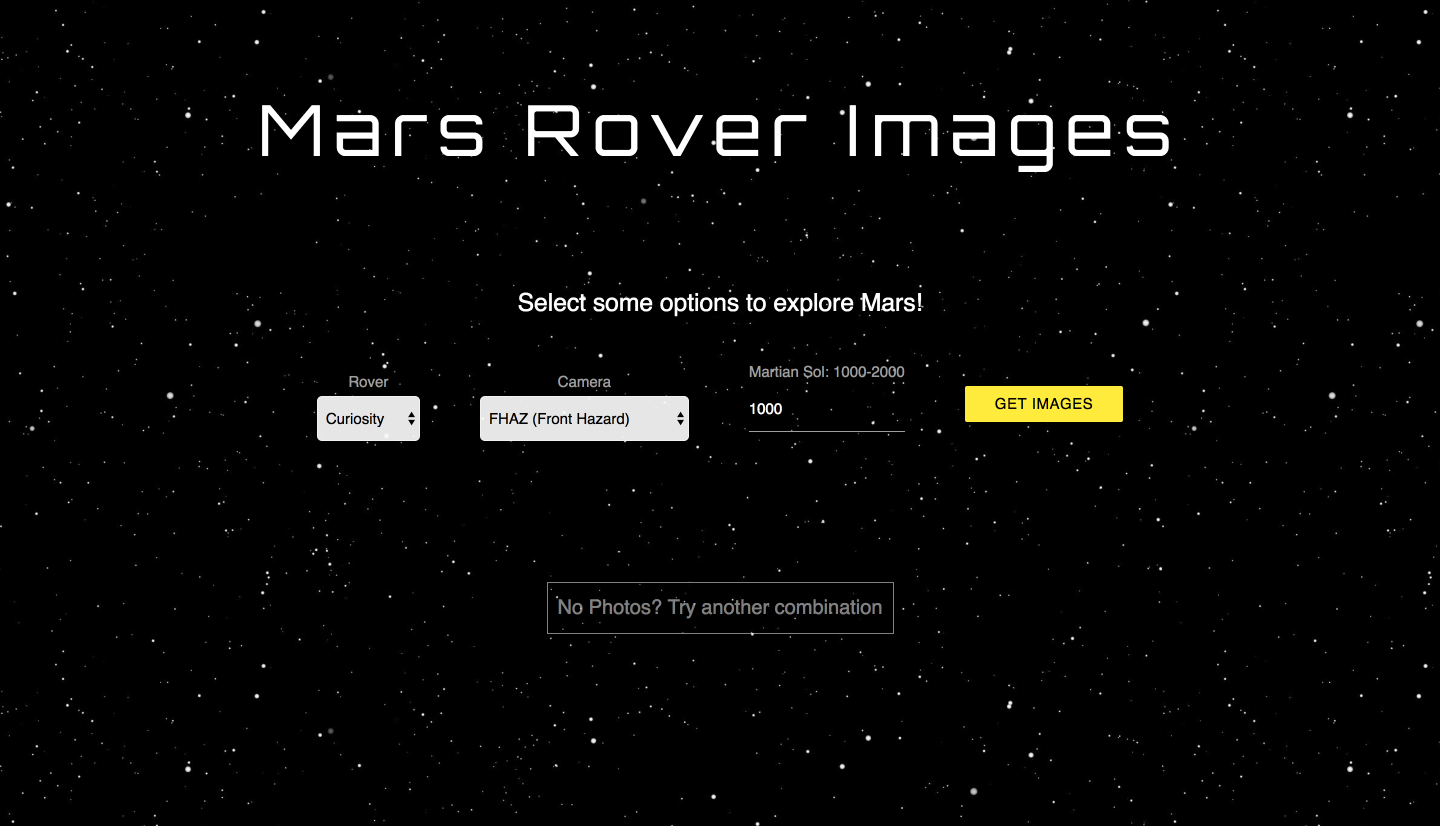 Mars Rover Images
Select some options to explore Mars!
Rover
Curiosity
Camera
FHAZ (Front Hazard)
Martian Sol: 1000-2000
1000
GET IMAGES
No Photos? Try another combination